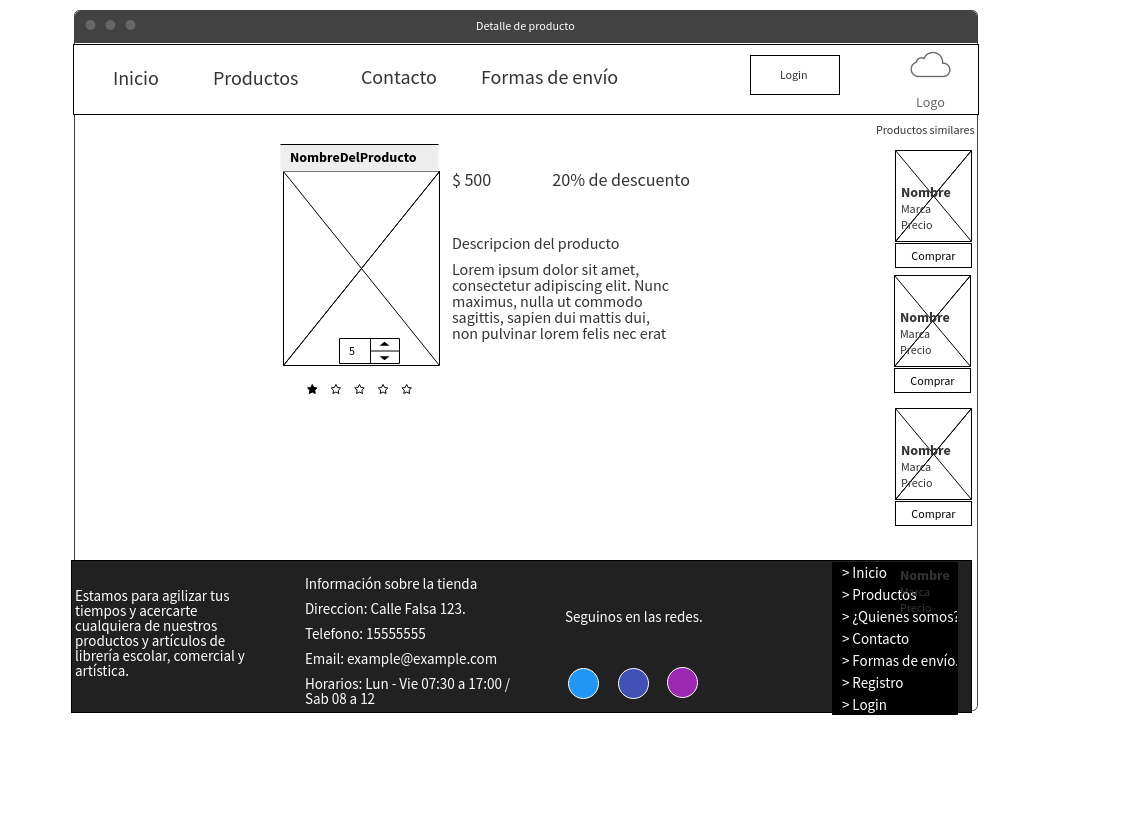 Detalle de producto
Inicio
Productos
Contacto
Formas de envío
Login
Logo
Productos similares
NombreDelProducto
$ 500
20% de descuento
Descripcion del producto
Lorem ipsum dolor sit amet,
consectetur adipiscing elit. Nunc
maximus, nulla ut commodo
sagittis, sapien dui mattis dui,
non pulvinar lorem felis nec erat
5
Nombre
Marca
Precio
Comprar
Nombre
Marca
Precio
Comprar
Nombre
Marca
Precio
Comprar
Estamos para agilizar tus
tiempos y acercarte
cualquiera de nuestros
productos y artículos de
librería escolar, comercial y
artística.
Información sobre la tienda
Direccion: Calle Falsa 123.
Telefono: 15555555
Email: example@example.com
Horarios: Lun - Vie 07:30 a 17:00 /
Sab 08 a 12
Seguinos en las redes.
> Inicio
> Productos
> ¿Quienes somos?
> Contacto
> Formas de envío.
> Registro
> Login
Nombre
Marca
Precio